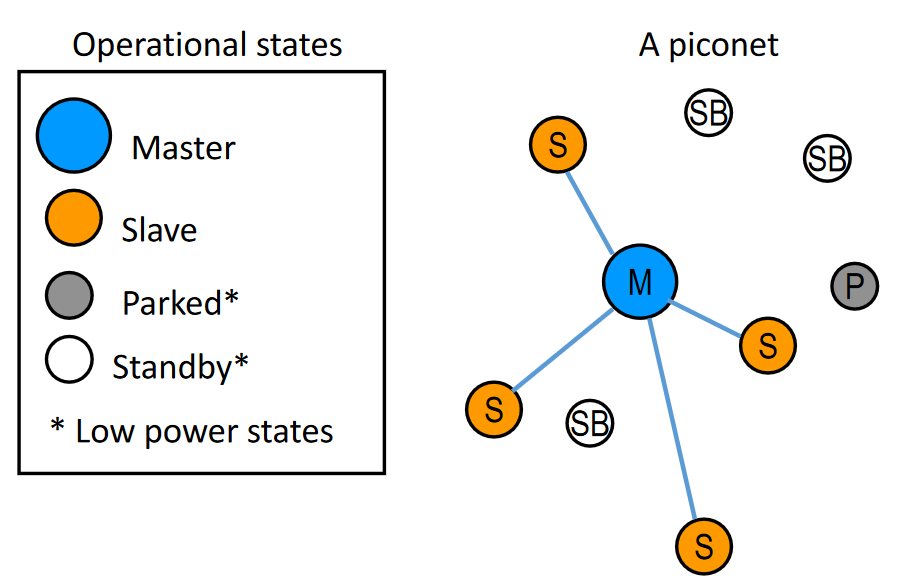 Operational states
Master
Slave
Parked*
Standby*
* Low power states
A piconet
SB
S
SB
M
P
S
S
SB
S